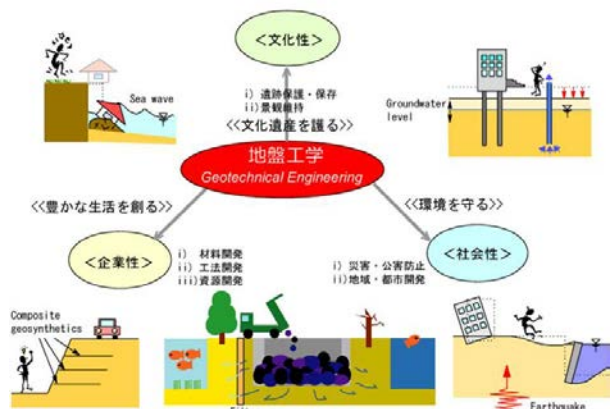 <文化性>
i) 遺跡保護・保存
ii)景観維持
<<文化遺産を護る>>
Sea wave
Groundwater
level
地盤工学
Geotechnical Engineering
<<豊かな生活を創る>>
<<環境を守る>>
<企業性>
i) 材料開発
ii) 工法開発
iii)資源開発
<社会性>
i) 災害・公害防止
ii)地域・都市開発
Composite
geosynthetics
Earthquake